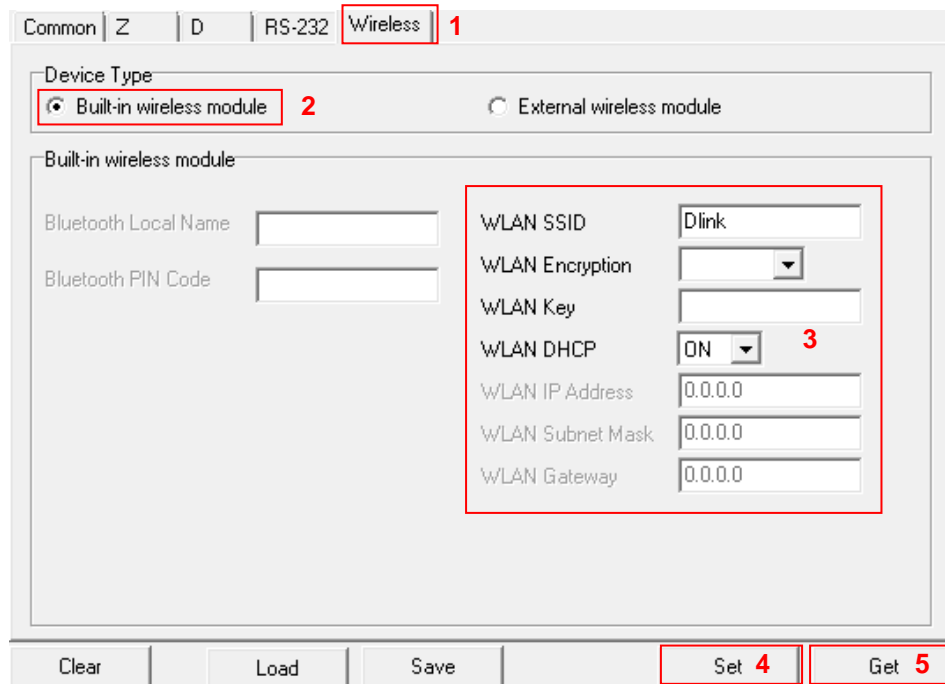 Common Z D RS-232 Wireless 1
Device Type
Built-in wireless module 2 External wireless module
Built-in wireless module
Bluetooth Local Name
Bluetooth PIN Code
WLAN SSID Dlink
WLAN Encryption
WLAN Key
WLAN DHCP ON 3
WLAN IP Address 0.0.0.0
WLAN Subnet Mask 0.0.0.0
WLAN Gateway 0.0.0.0
Clear Load Save Set 4 Get 5